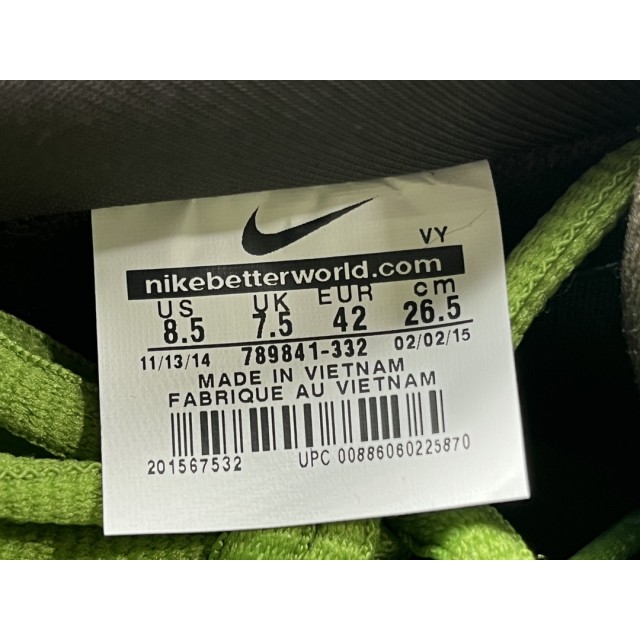 VY
nikebetterworld.com
US UK EUR cm
8.5 7.5 42 26.5
11/13/14 789841-332 02/02/15
MADE IN VIETNAM
FABRIQUE AU VIETNAM
201567532 UPC 00886060225870